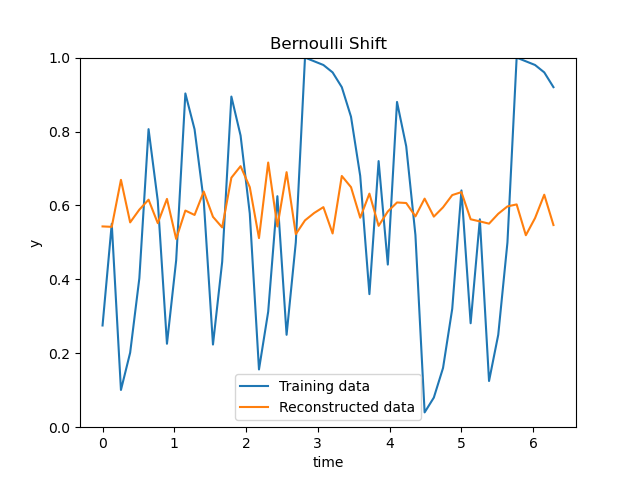 Bernoulli Shift
1.0
0.8
0.6
0.4
0.2
0.0
y
0 1 2 3 4 5 6
time
Training data
Reconstructed data